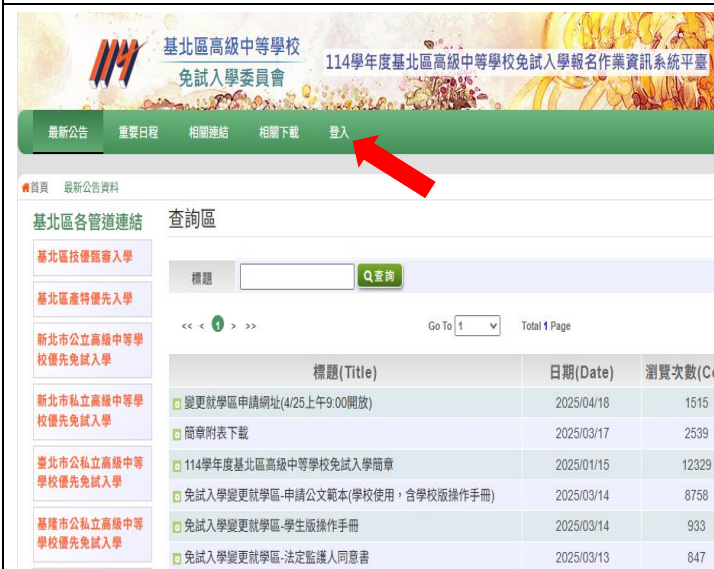 114
基北區高級中等學校
免試入學委員會
114學年度基北區高級中等學校免試入學報名作業資訊系統平臺
最新公告 重要日程 相關連結 相關下載 登入
首頁 最新公告資料
基北區各管道連結
基北區技優甄審入學
基北區產特優先入學
新北市公立高級中等學
校優先免試入學
新北市私立高級中等學
校優先免試入學
臺北市公私立高級中等
學校優先免試入學
基隆市公私立高級中等
學校優先免試入學
查詢區
標題 查詢
<< < 1 > >> Go To 1 Total 1 Page
標題(Title) 日期(Date) 瀏覽次數(Co
變更就學區申請網址(4/25上午9:00開放) 2025/04/18 1515
簡章附表下載 2025/03/17 2539
114學年度基北區高級中等學校免試入學簡章 2025/01/15 12329
免試入學變更就學區-申請公文範本(學校使用，含學校版操作手冊) 2025/03/14 8758
免試入學變更就學區-學生版操作手冊 2025/03/14 933
免試入學變更就學區-法定監護人同意書 2025/03/13 847